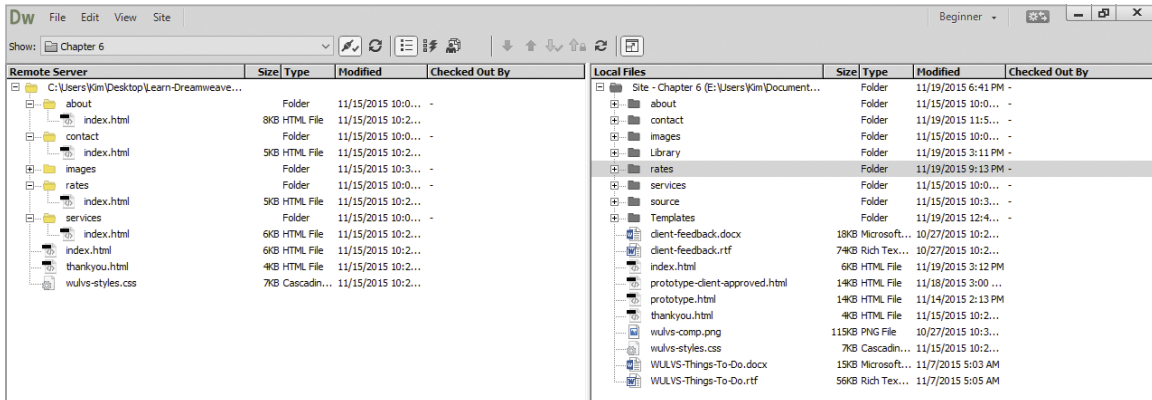 Dw File Edit View Site Beginner
Show: Chapter 6
Remote Server Size Type Modified Checked Out By
C:\Users\Kim\Desktop\Learn-Dreamweave...
about Folder 11/15/2015 10:0... -
index.html 8KB HTML File 11/15/2015 10:2...
contact Folder 11/15/2015 10:0... -
index.html 5KB HTML File 11/15/2015 10:2...
images Folder 11/15/2015 10:3... -
rates Folder 11/15/2015 10:0... -
index.html 5KB HTML File 11/15/2015 10:2...
services Folder 11/15/2015 10:0... -
index.html 6KB HTML File 11/15/2015 10:2...
index.html 6KB HTML File 11/15/2015 10:2...
thankyou.html 4KB HTML File 11/15/2015 10:2...
wulvs-styles.css 7KB Cascadin... 11/15/2015 10:2...
Local Files Size Type Modified Checked Out By
Site - Chapter 6 (E:\Users\Kim\Document... Folder 11/19/2015 6:41 PM -
about Folder 11/15/2015 10:0... -
contact Folder 11/19/2015 11:5... -
images Folder 11/15/2015 10:0... -
Library Folder 11/19/2015 3:11 PM -
rates Folder 11/19/2015 9:13 PM -
services Folder 11/15/2015 10:0... -
source Folder 11/15/2015 10:3... -
Templates Folder 11/19/2015 12:4... -
client-feedback.docx 18KB Microsoft... 10/27/2015 10:2...
client-feedback.rtf 74KB Rich Tex... 10/27/2015 10:2...
index.html 6KB HTML File 11/19/2015 3:12 PM
prototype-client-approved.html 14KB HTML File 11/18/2015 3:00 ...
prototype.html 14KB HTML File 11/14/2015 2:13 PM
thankyou.html 4KB HTML File 11/15/2015 10:2...
wulvs-comp.png 115KB PNG File 10/27/2015 10:3...
wulvs-styles.css 7KB Cascadin... 11/15/2015 10:2...
WULVS-Things-To-Do.docx 15KB Microsoft... 11/7/2015 5:03 AM
WULVS-Things-To-Do.rtf 56KB Rich Tex... 11/7/2015 5:05 AM